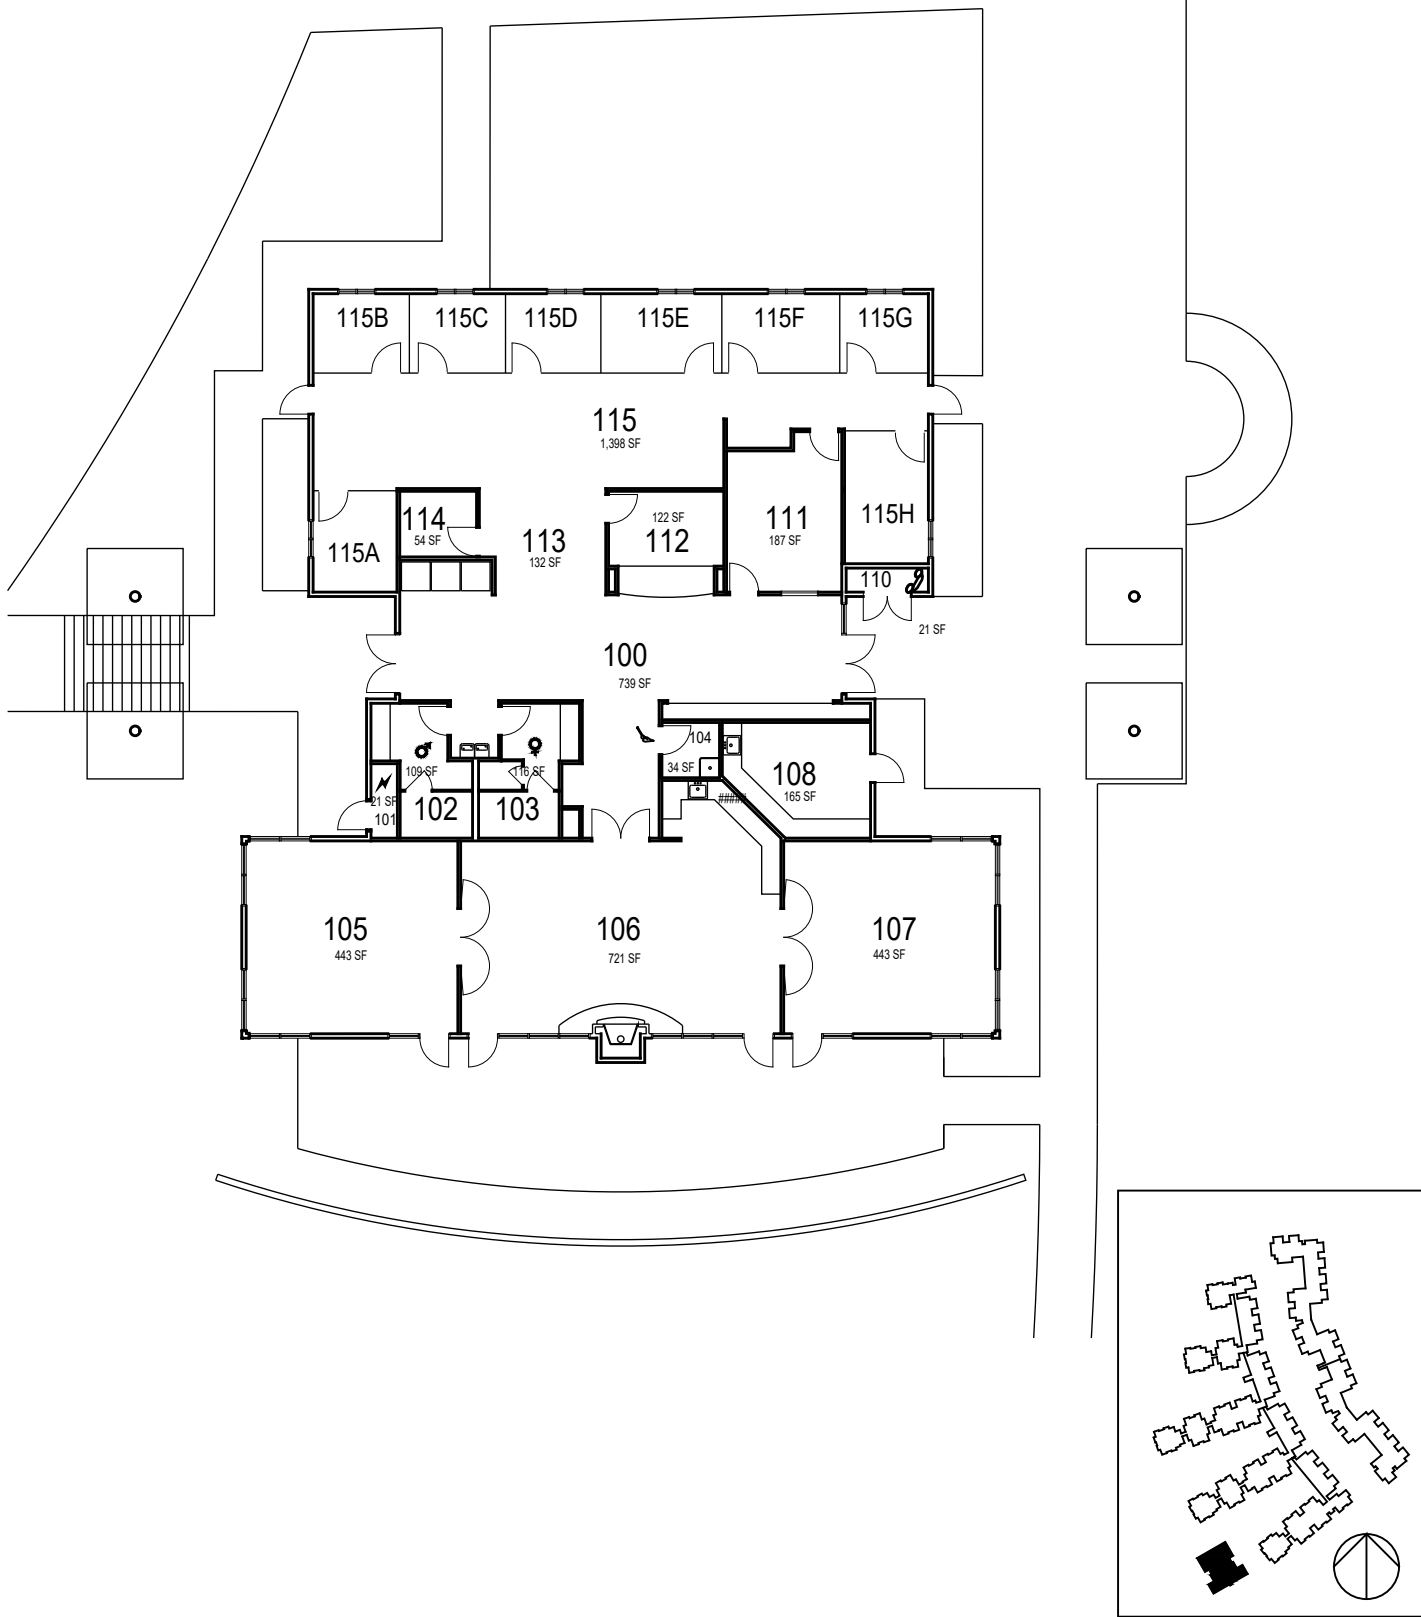 115B 115C 115D 115E 115F 115G
115
1,398 SF
114
54 SF
113
132 SF
122 SF
112
111
187 SF
115H
115A
110
21 SF
100
739 SF
104
34 SF
109 SF
116 SF
21 SF
101
102
103
108
165 SF
#####
105
443 SF
106
721 SF
107
443 SF